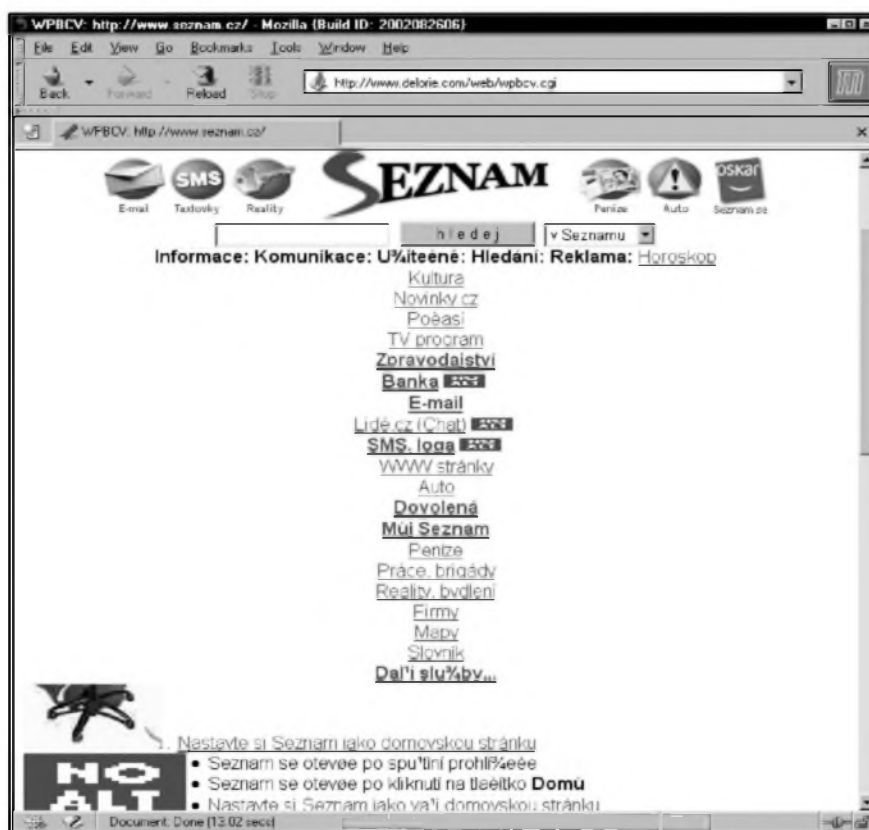 WPBCV: http://www.seznam.cz/ - Mozilla {Build ID: 2002082606}
File Edit View Go Bookmarks Tools Window Help
Back Forward Reload Stop http://www.delorie.com/web/wpbcv.cgi
WPBCV: http://www.seznam.cz/
SMS SEZNAM oskar
E-mail Textovky Reality Peníze Auto Seznam se
hledej v Seznamu
Informace: Komunikace: U¾iteèné: Hledání: Reklama: Horoskop
Kultura
Novinky.cz
Poèasí
TV program
Zpravodajství
Banka
E-mail
Lidé.cz (Chat)
SMS, loga
WWW stránky
Auto
Dovolená
Mùj Seznam
Peníze
Práce, brigády
Reality, bydlení
Firmy
Mapy
Slovník
Dal¹í slu¾by...
1. Nastavte si Seznam jako domovskou stránku
• Seznam se otevøe po spu¹tìní prohlí¾eèe
• Seznam se otevøe po kliknutí na tlaèítko Domù
• Nastavte si Seznam jako va¹i domovskou stránku
NO
ALT
Document: Done (13.02 secs)